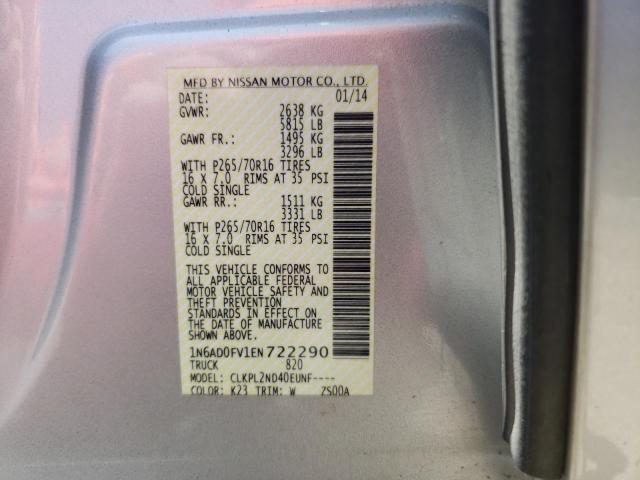 MFD BY NISSAN MOTOR CO., LTD.
DATE: 01/14
GVWR: 2638 KG
5815 LB
GAWR FR.: 1495 KG
3296 LB
WITH P265/70R16 TIRES
16 X 7.0 RIMS AT 35 PSI
COLD SINGLE
GAWR RR.: 1511 KG
3331 LB
WITH P265/70R16 TIRES
16 X 7.0 RIMS AT 35 PSI
COLD SINGLE
THIS VEHICLE CONFORMS TO
ALL APPLICABLE FEDERAL
MOTOR VEHICLE SAFETY AND
THEFT PREVENTION
STANDARDS IN EFFECT ON
THE DATE OF MANUFACTURE
SHOWN ABOVE.
1N6AD0FV1EN722290
TRUCK 820
MODEL: CLKPL2ND40EUNF----
COLOR: K23 TRIM: W ZS00A